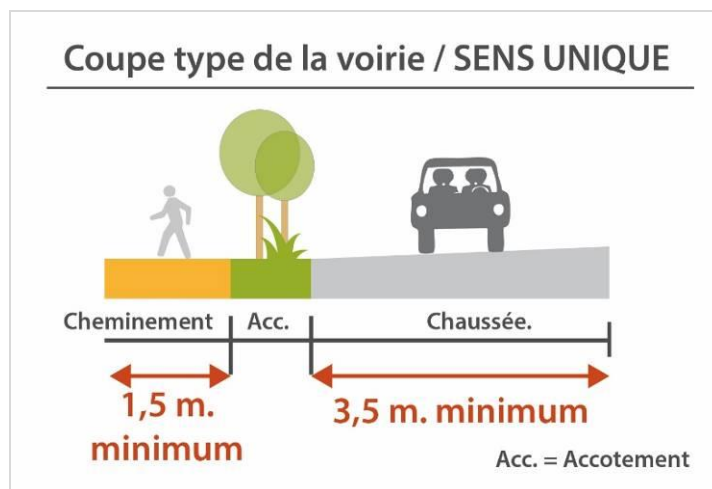 Coupe type de la voirie / SENS UNIQUE
Cheminement Acc. Chaussée.
1,5 m.
minimum
3,5 m. minimum
Acc. = Accotement